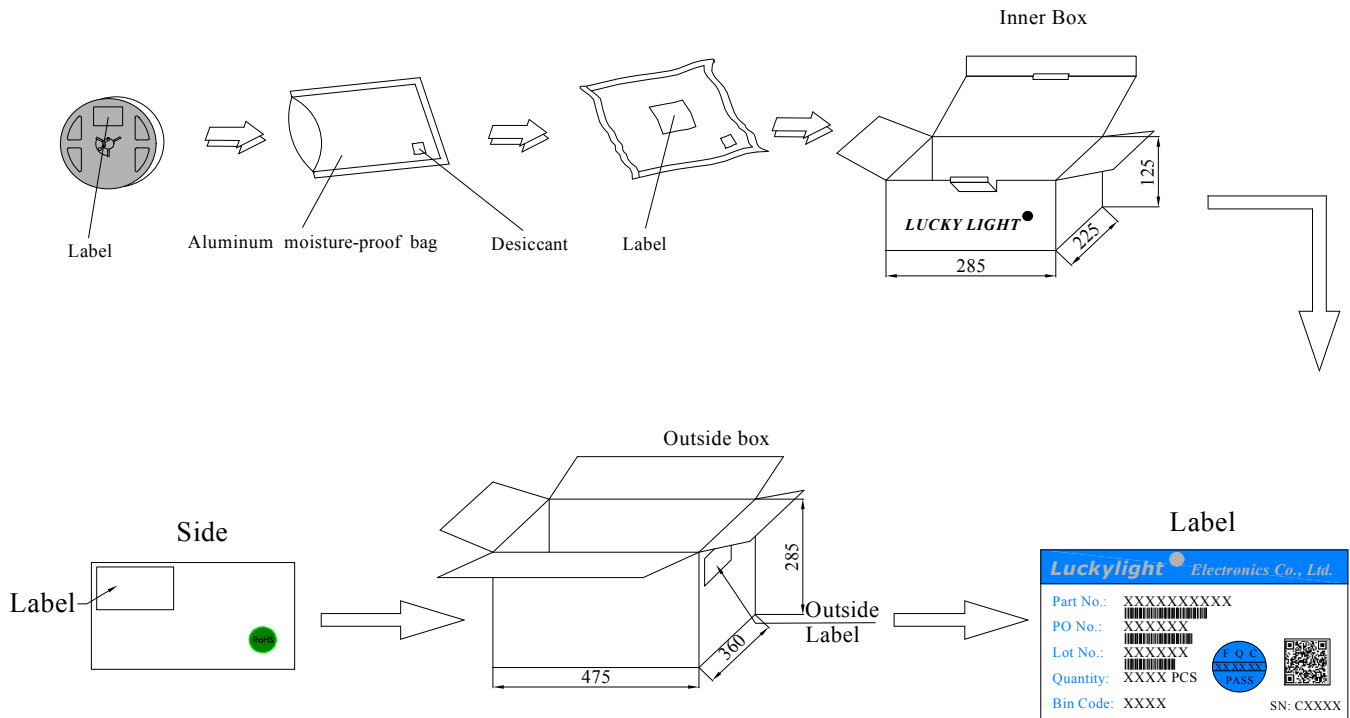 Inner Box
125
LUCKY LIGHT
225
285
Label
Aluminum moisture-proof bag
Desiccant
Label
Outside box
Side
Label
RoHS
285
Outside
Label
360
475
Label
Luckylight Electronics Co., Ltd.
Part No.: XXXXXXXXXX
PO No.: XXXXXX
Lot No.: XXXXXX
Quantity: XXXX PCS
Bin Code: XXXX
F Q C
XXXXXX
PASS
SN: CXXXX